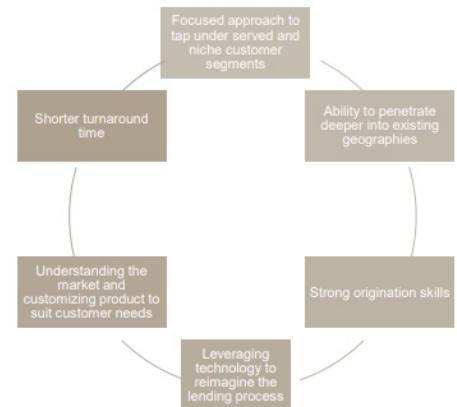 Focused approach to
tap under served and
niche customer
segments
Ability to penetrate
deeper into existing
geographies
Strong origination skills
Leveraging
technology to
reimagine the
lending process
Understanding the
market and
customizing product to
suit customer needs
Shorter turnaround
time